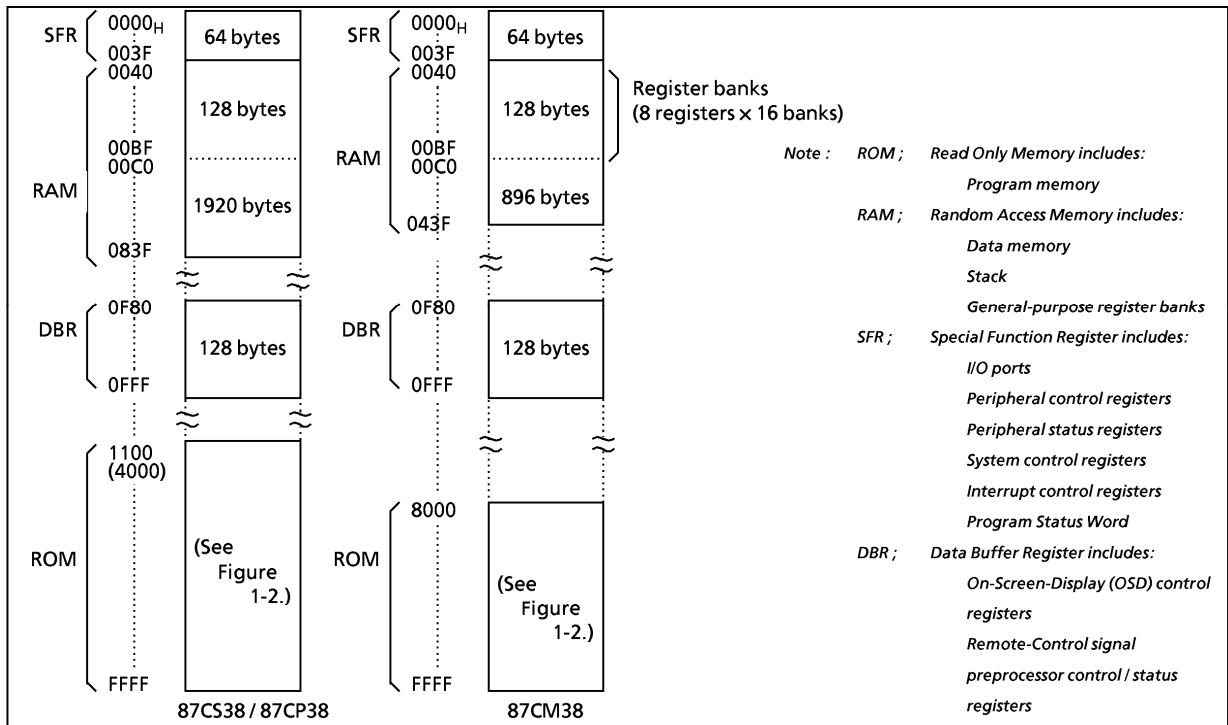 SFR
0000H
003F
64 bytes
RAM
0040
128 bytes
00BF
00C0
1920 bytes
083F
DBR
0F80
128 bytes
0FFF
ROM
1100
(4000)
(See
Figure
1-2.)
FFFF
87CS38 / 87CP38
SFR
0000H
003F
64 bytes
RAM
0040
128 bytes
00BF
00C0
896 bytes
043F
DBR
0F80
128 bytes
0FFF
ROM
8000
(See
Figure
1-2.)
FFFF
87CM38
Register banks
(8 registers × 16 banks)
Note : ROM ; Read Only Memory includes:
Program memory
RAM ; Random Access Memory includes:
Data memory
Stack
General-purpose register banks
SFR ; Special Function Register includes:
I/O ports
Peripheral control registers
Peripheral status registers
System control registers
Interrupt control registers
Program Status Word
DBR ; Data Buffer Register includes:
On-Screen-Display (OSD) control
registers
Remote-Control signal
preprocessor control / status
registers